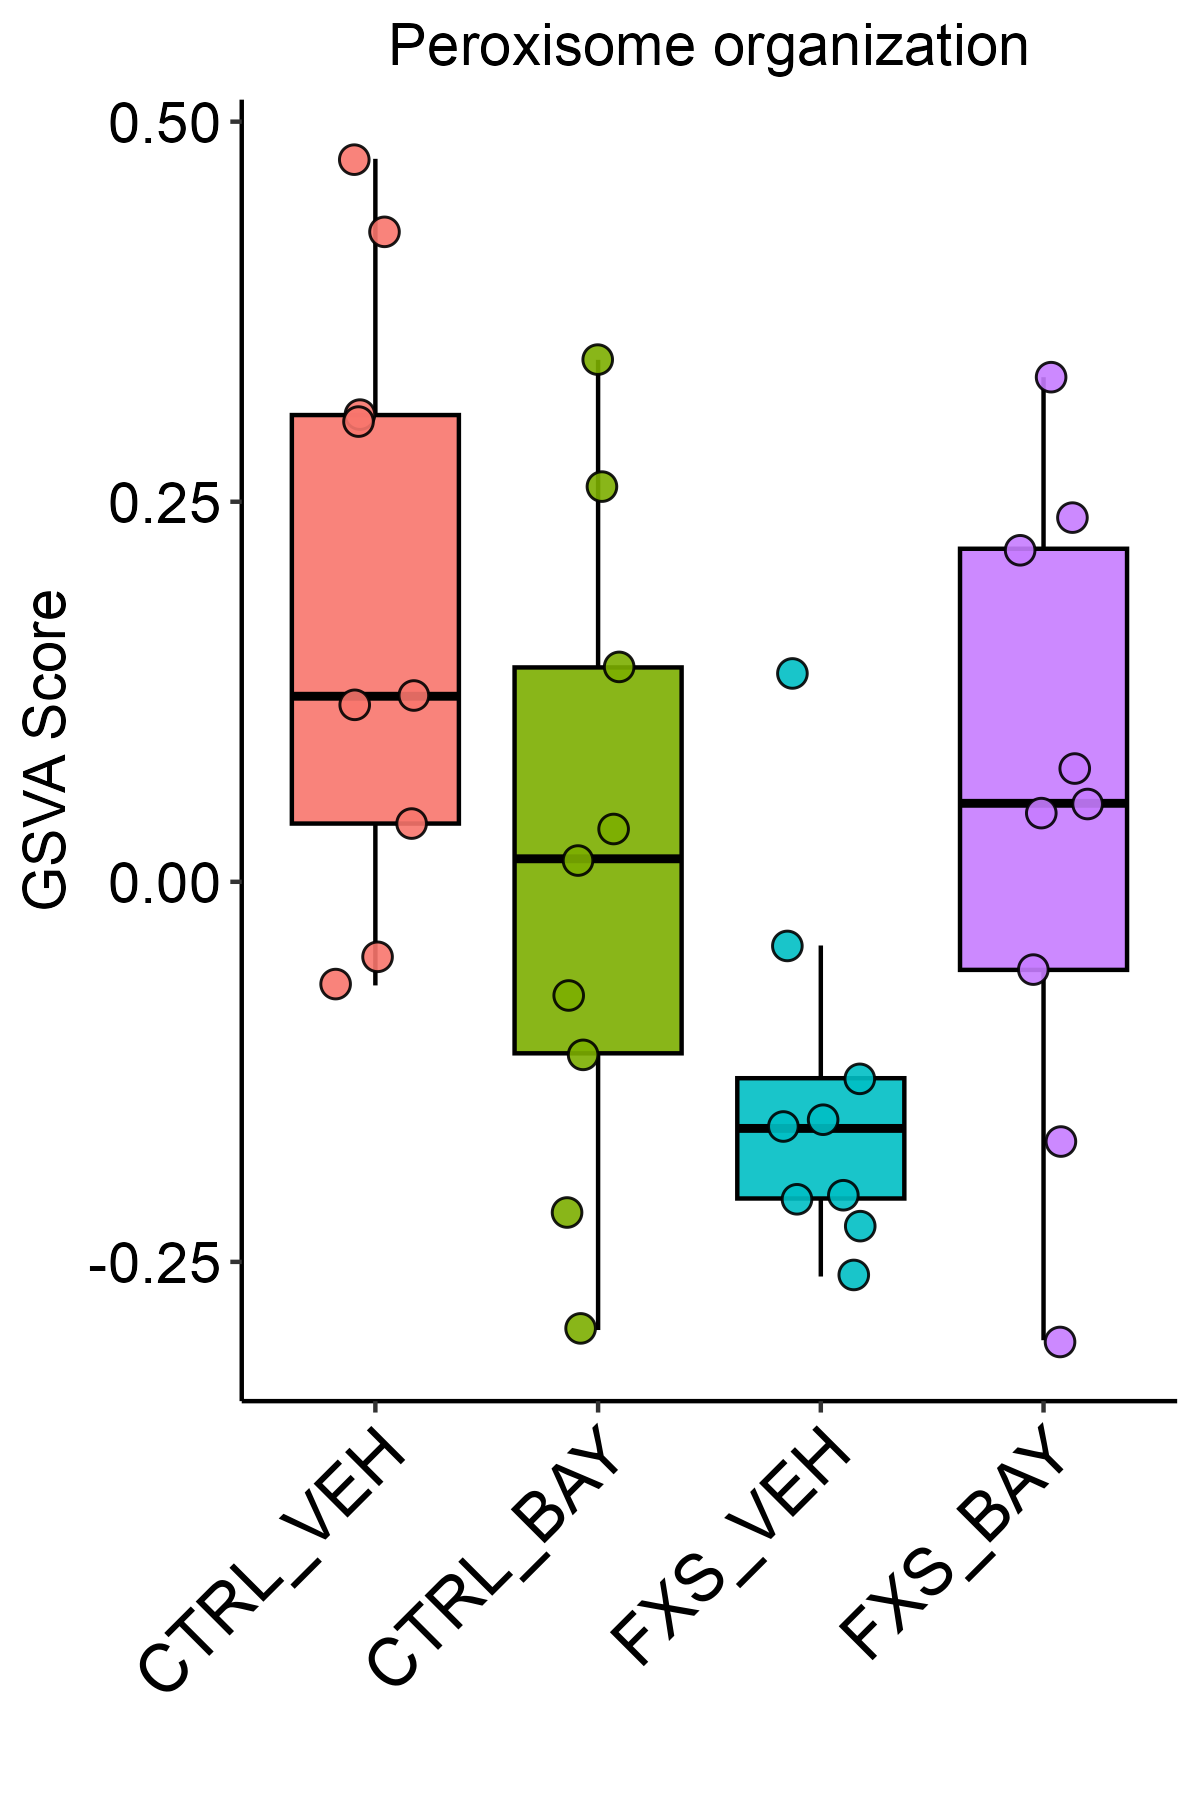 Peroxisome organization
GSVA Score
0.50
0.25
0.00
-0.25
CTRL_VEH
CTRL_BAY
FXS_VEH
FXS_BAY